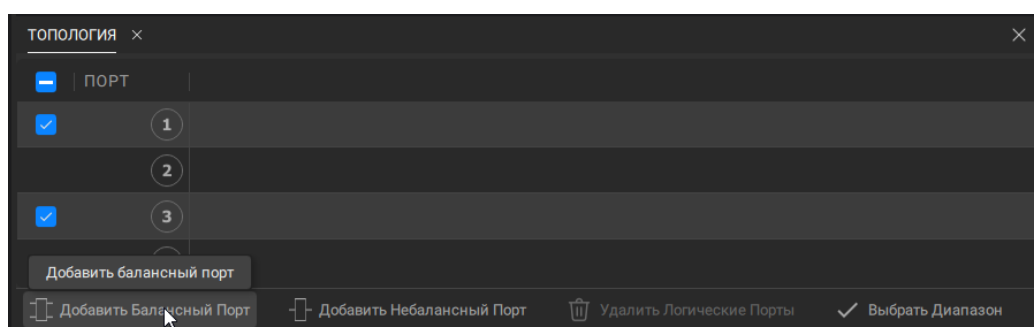 ТОПОЛОГИЯ
ПОРТ
1
2
3
Добавить балансный порт
Добавить Балансный Порт Добавить Небалансный Порт Удалить Логические Порты Выбрать Диапазон